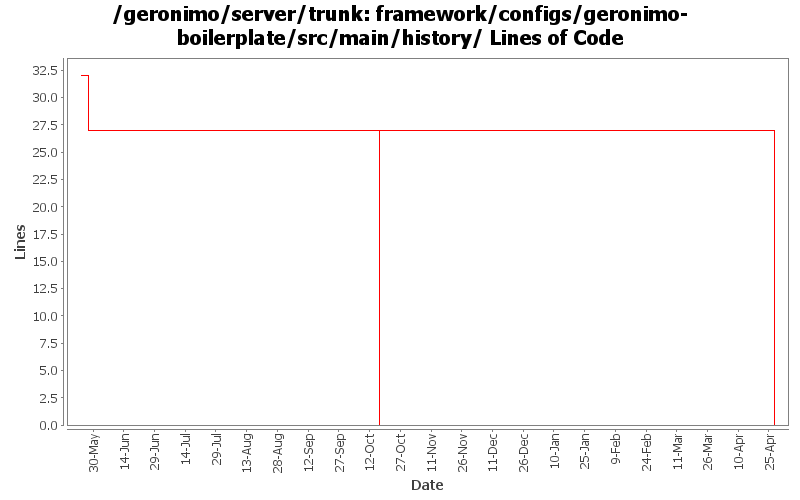 /geronimo/server/trunk: framework/configs/geronimo-
boilerplate/src/main/history/ Lines of Code
32.5
30.0
27.5
25.0
22.5
20.0
17.5
15.0
12.5
10.0
7.5
5.0
2.5
0.0
Lines
30-May
14-Jun
29-Jun
14-Jul
29-Jul
13-Aug
28-Aug
12-Sep
27-Sep
12-Oct
27-Oct
11-Nov
26-Nov
11-Dec
26-Dec
10-Jan
25-Jan
9-Feb
24-Feb
11-Mar
26-Mar
10-Apr
25-Apr
Date